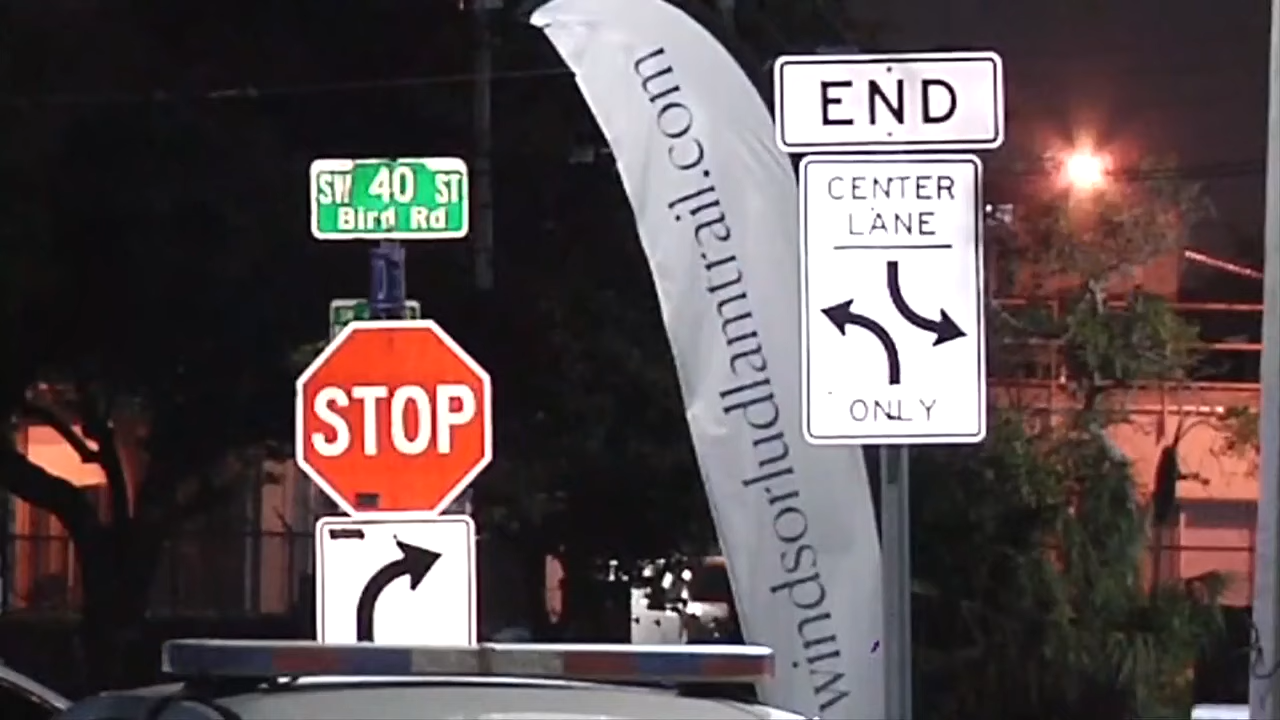 SW 40 ST
Bird Rd
STOP
windsorludlamtrail.com
END
CENTER
LANE
ONLY